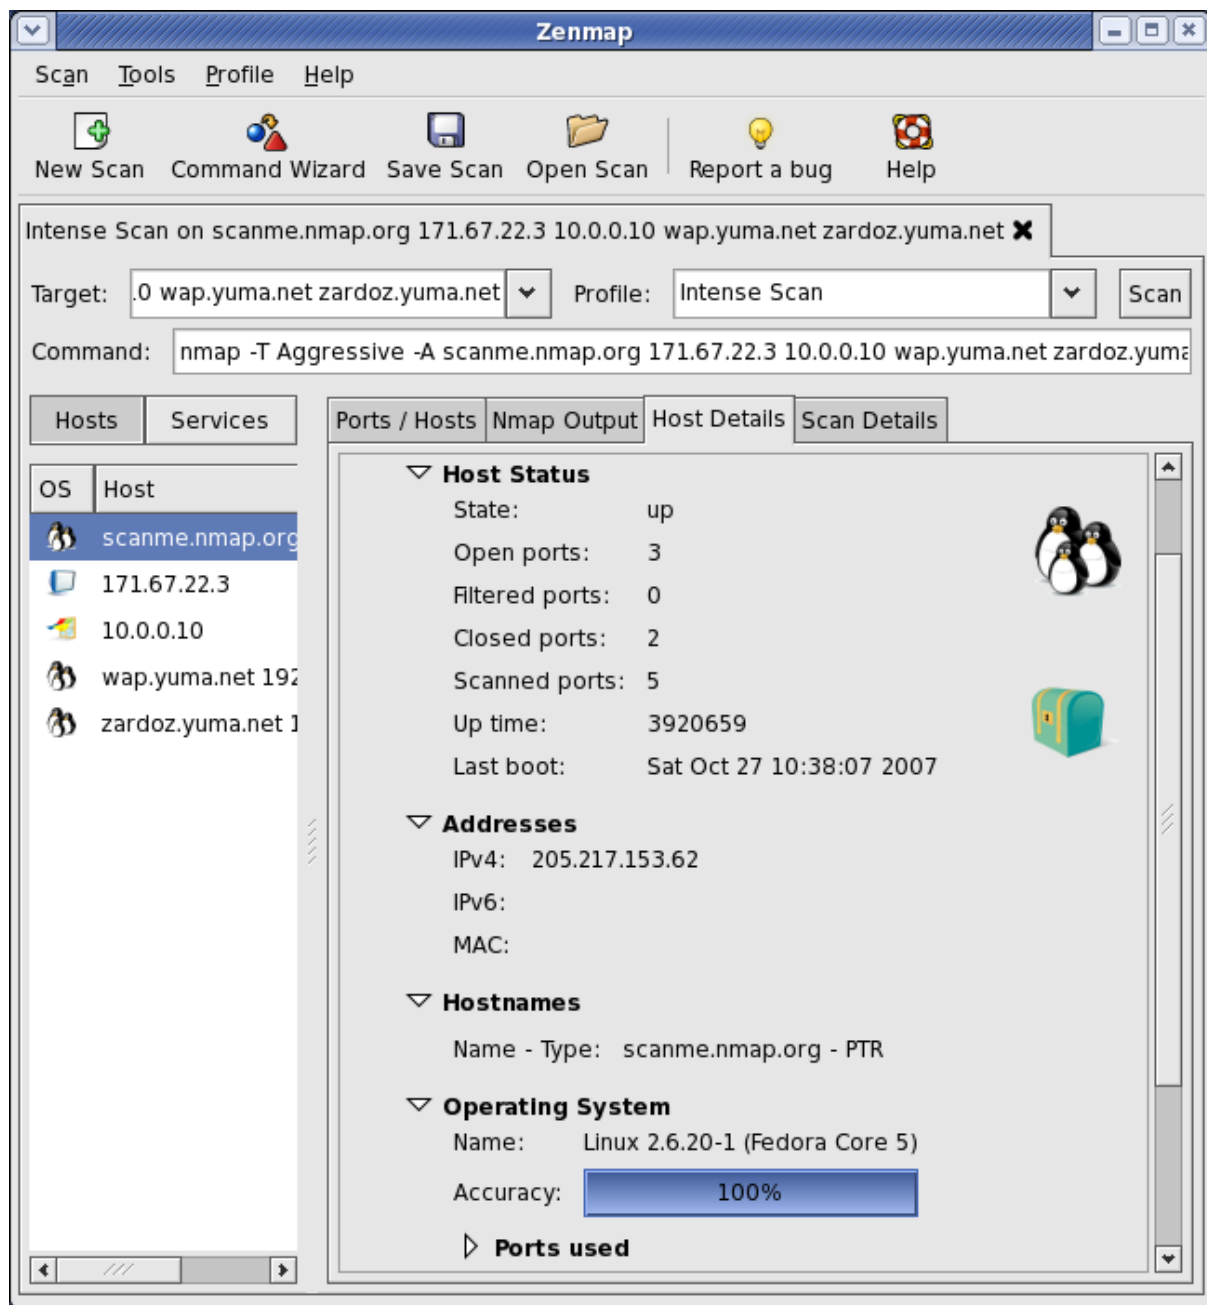 Zenmap
Scan Tools Profile Help
New Scan Command Wizard Save Scan Open Scan Report a bug Help
Intense Scan on scanme.nmap.org 171.67.22.3 10.0.0.10 wap.yuma.net zardoz.yuma.net
Target: .0 wap.yuma.net zardoz.yuma.net Profile: Intense Scan Scan
Command: nmap -T Aggressive -A scanme.nmap.org 171.67.22.3 10.0.0.10 wap.yuma.net zardoz.yuma
Hosts Services
Ports / Hosts Nmap Output Host Details Scan Details
OS Host
scanme.nmap.org
171.67.22.3
10.0.0.10
wap.yuma.net 192
zardoz.yuma.net 1
Host Status
State: up
Open ports: 3
Filtered ports: 0
Closed ports: 2
Scanned ports: 5
Up time: 3920659
Last boot: Sat Oct 27 10:38:07 2007
Addresses
IPv4: 205.217.153.62
IPv6:
MAC:
Hostnames
Name - Type: scanme.nmap.org - PTR
Operating System
Name: Linux 2.6.20-1 (Fedora Core 5)
Accuracy: 100%
Ports used